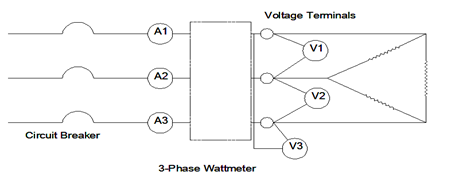 Voltage Terminals
A1
V1
A2
V2
A3
Circuit Breaker
V3
3-Phase Wattmeter